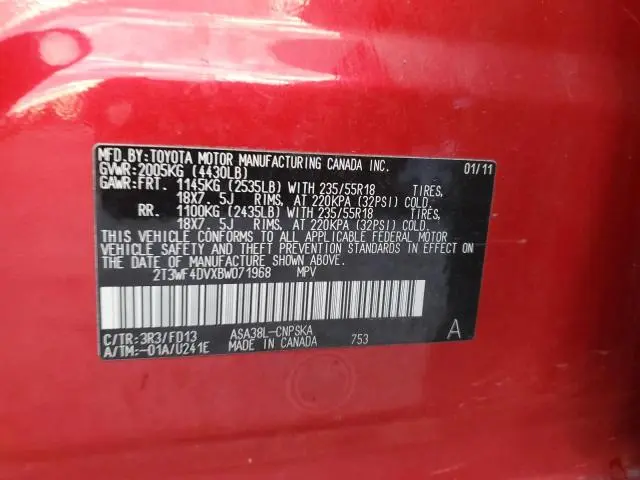 MFD. BY: TOYOTA MOTOR MANUFACTURING CANADA INC. 01/11
GVWR: 2005KG (4430LB)
GAWR: FRT. 1145KG (2535LB) WITH 235/55R18 TIRES,
18X7.5J RIMS, AT 220KPA (32PSI) COLD.
RR. 1100KG (2435LB) WITH 235/55R18 TIRES,
18X7.5J RIMS, AT 220KPA (32PSI) COLD.
THIS VEHICLE CONFORMS TO ALL APPLICABLE FEDERAL MOTOR
VEHICLE SAFETY AND THEFT PREVENTION STANDARDS IN EFFECT ON
THE DATE OF MANUFACTURE SHOWN ABOVE.
2T3WF4DVXBW071968 MPV
C/TR: 3R3/FD13 ASA38L-CNPSKA
A/TM: -01A/U241E MADE IN CANADA 753 A